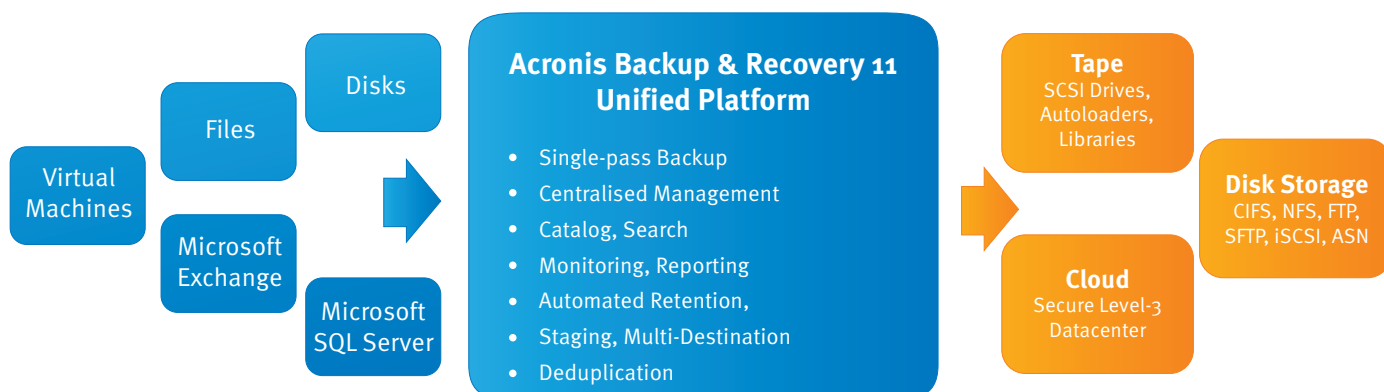 Virtual
Machines
Files
Disks
Microsoft
Exchange
Microsoft
SQL Server
Acronis Backup & Recovery 11
Unified Platform
• Single-pass Backup
• Centralised Management
• Catalog, Search
• Monitoring, Reporting
• Automated Retention,
• Staging, Multi-Destination
• Deduplication
Tape
SCSI Drives,
Autoloaders,
Libraries
Disk Storage
CIFS, NFS, FTP,
SFTP, iSCSI, ASN
Cloud
Secure Level-3
Datacenter